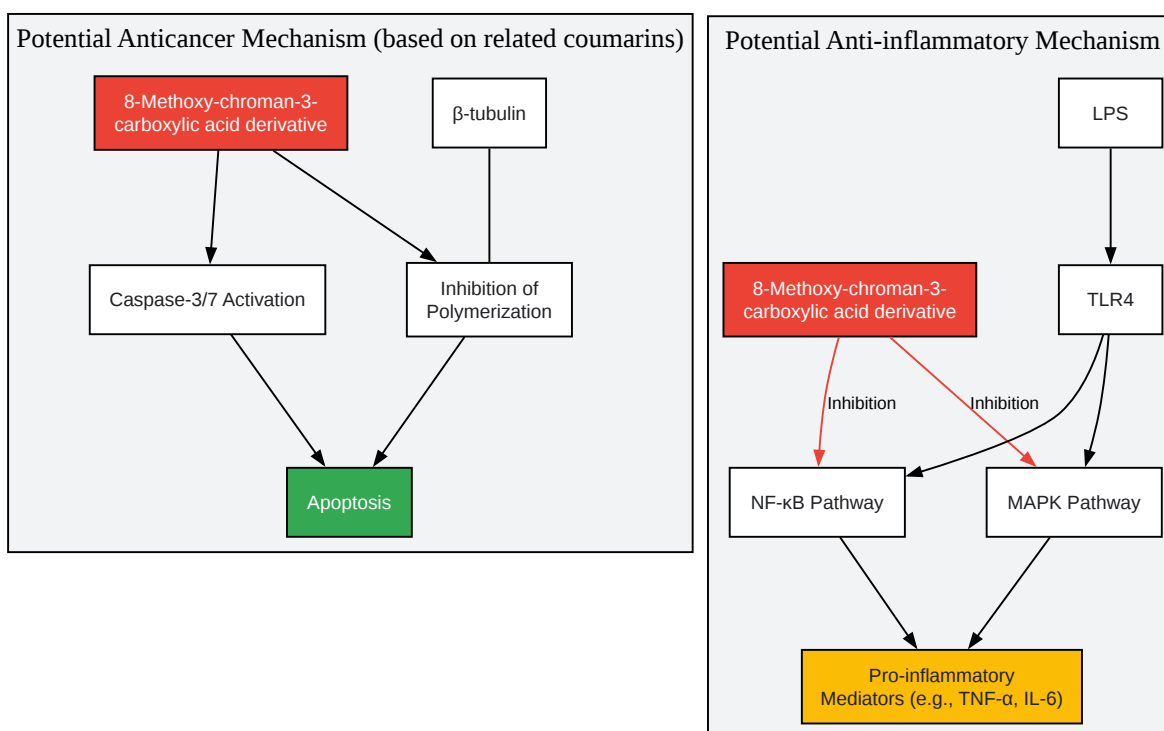 Potential Anticancer Mechanism (based on related coumarins)
8-Methoxy-chroman-3-
carboxylic acid derivative
β-tubulin
Caspase-3/7 Activation
Inhibition of
Polymerization
Apoptosis
Potential Anti-inflammatory Mechanism
LPS
8-Methoxy-chroman-3-
carboxylic acid derivative
TLR4
Inhibition
Inhibition
NF-κB Pathway
MAPK Pathway
Pro-inflammatory
Mediators (e.g., TNF-α, IL-6)